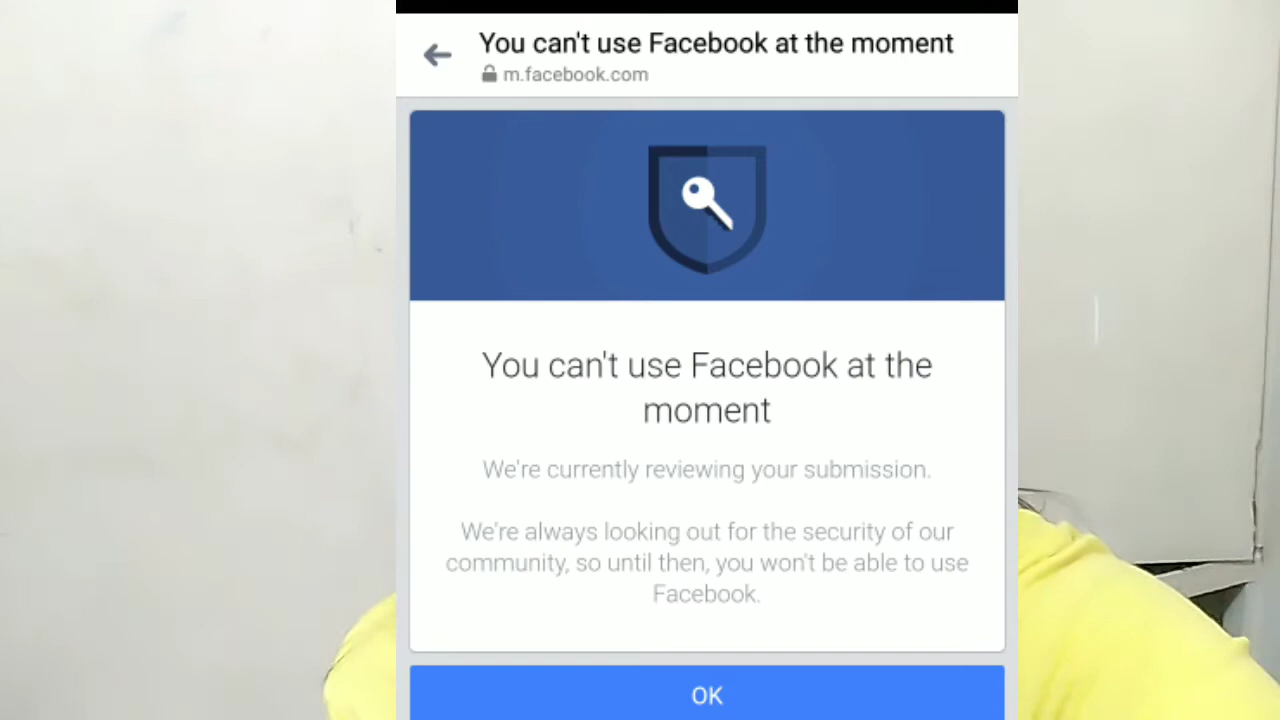 You can't use Facebook at the moment
m.facebook.com
You can't use Facebook at the
moment
We're currently reviewing your submission.
We're always looking out for the security of our
community, so until then, you won't be able to use
Facebook.
OK